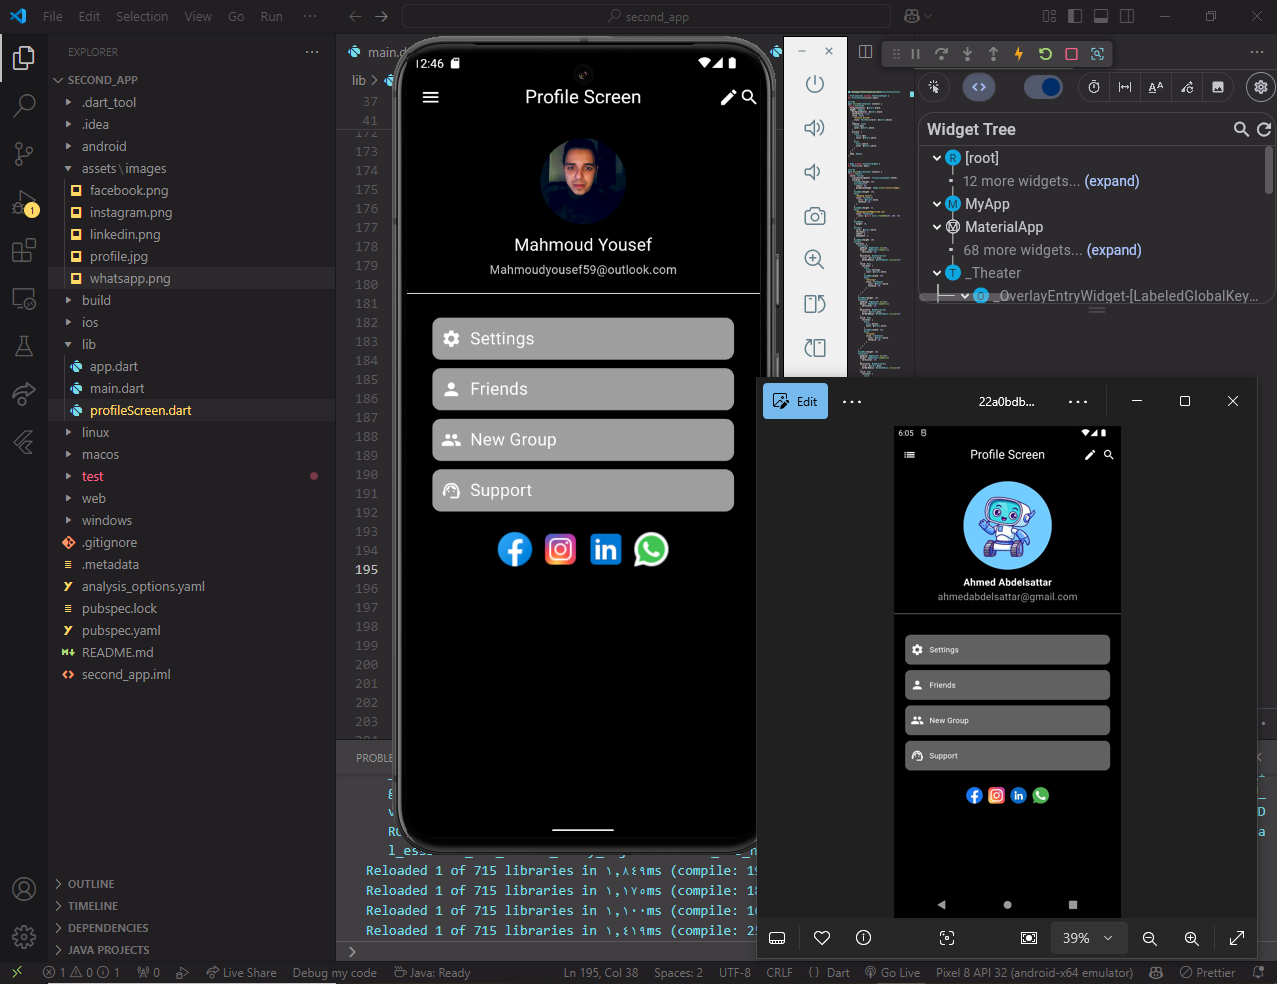 File Edit Selection View Go Run ···
second_app
EXPLORER
SECOND_APP
.dart_tool
.idea
android
assets\images
facebook.png
instagram.png
linkedin.png
profile.jpg
whatsapp.png
build
ios
lib
app.dart
main.dart
profileScreen.dart
linux
macos
test
web
windows
.gitignore
.metadata
analysis_options.yaml
pubspec.lock
pubspec.yaml
README.md
second_app.iml
OUTLINE
TIMELINE
DEPENDENCIES
JAVA PROJECTS
1
main.d
lib
37
41
172
173
174
175
176
177
178
179
180
181
182
183
184
185
186
187
188
189
190
191
192
193
194
195
196
197
198
199
200
201
202
203
12:46
Profile Screen
Mahmoud Yousef
Mahmoudyousef59@outlook.com
Settings
Friends
New Group
Support
in
Widget Tree
R [root]
12 more widgets... (expand)
M MyApp
M MaterialApp
68 more widgets... (expand)
T _Theater
O _OverlayEntryWidget-[LabeledGlobalKey...
Edit ··· 22a0bdb... ···
6:05
Profile Screen
Ahmed Abdelsattar
ahmedabdelsattar@gmail.com
Settings
Friends
New Group
Support
in
39%
PROBLE
Reloaded 1 of 715 libraries in ١,٨٤٩ms (compile: 19
Reloaded 1 of 715 libraries in ١,١٧٥ms (compile: 18
Reloaded 1 of 715 libraries in ١,١٠٠ms (compile: 16
Reloaded 1 of 715 libraries in ١,٤١٩ms (compile: 25
1 0 1 0 Live Share Debug my code Java: Ready Ln 195, Col 38 Spaces: 2 UTF-8 CRLF {} Dart Go Live Pixel 8 API 32 (android-x64 emulator) Prettier